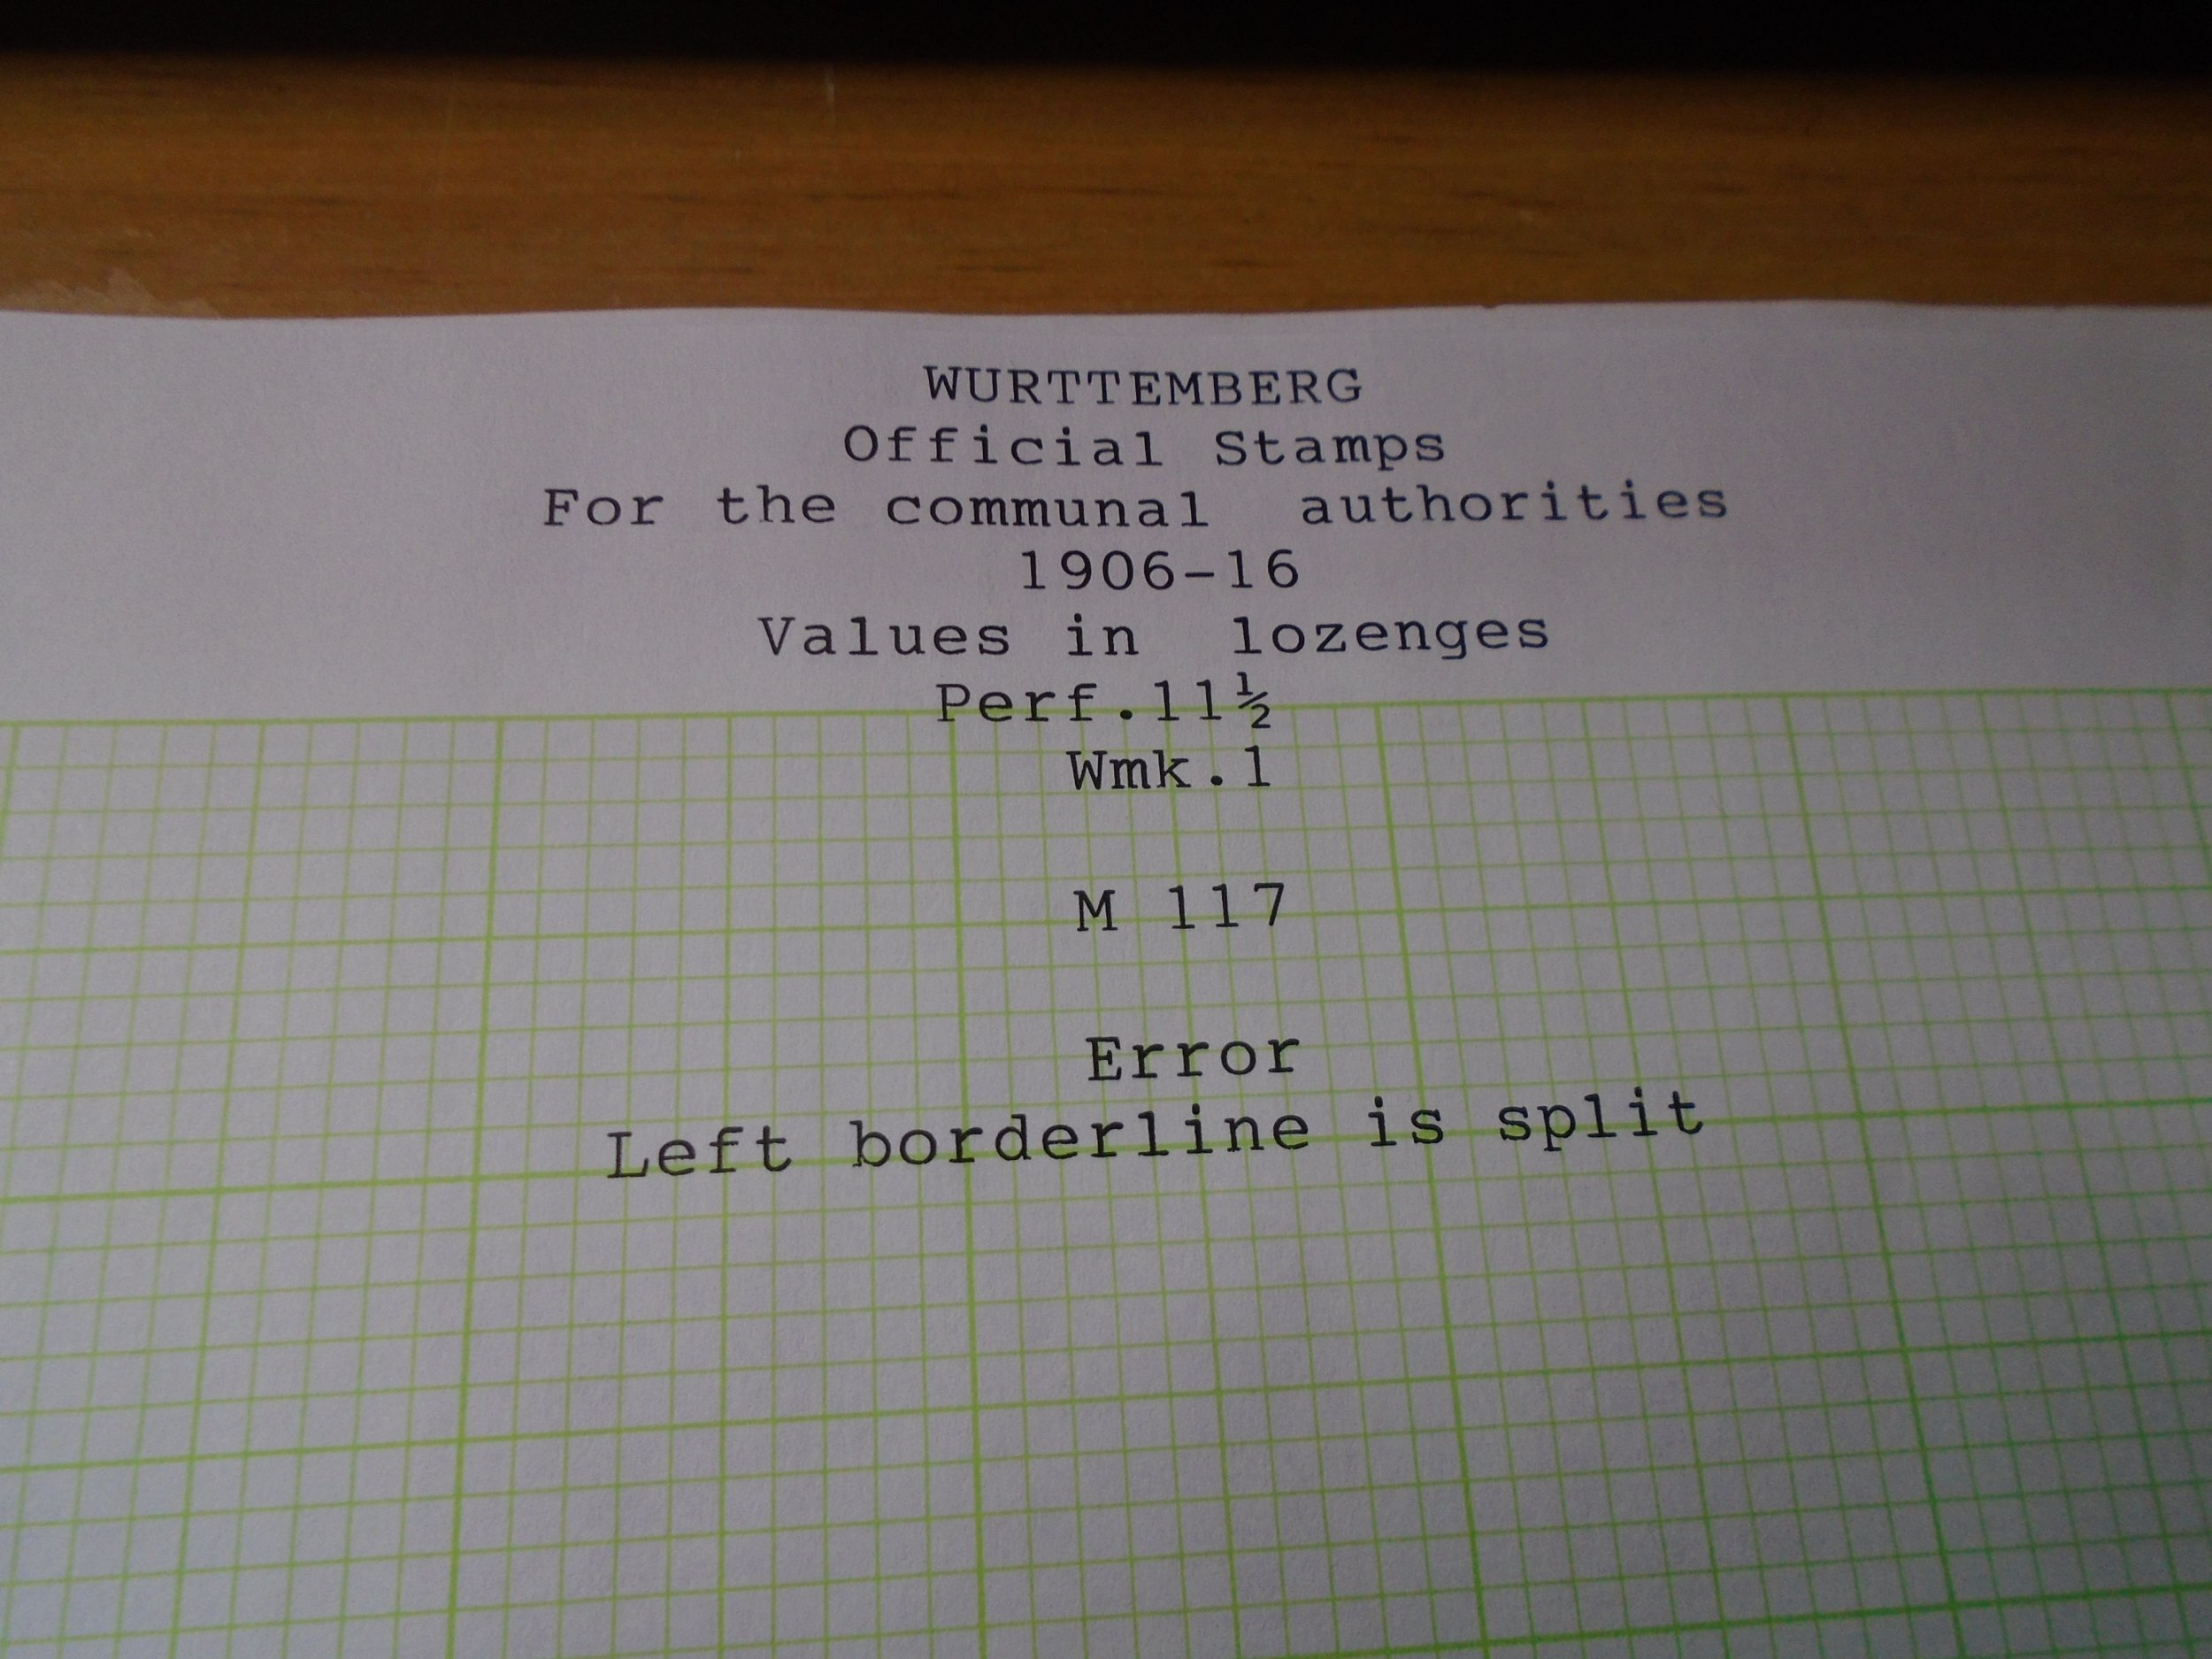 WURTTEMBERG
Official Stamps
For the communal authorities
1906-16
Values in lozenges
Perf.11½
Wmk.1
M 117
Error
Left borderline is split